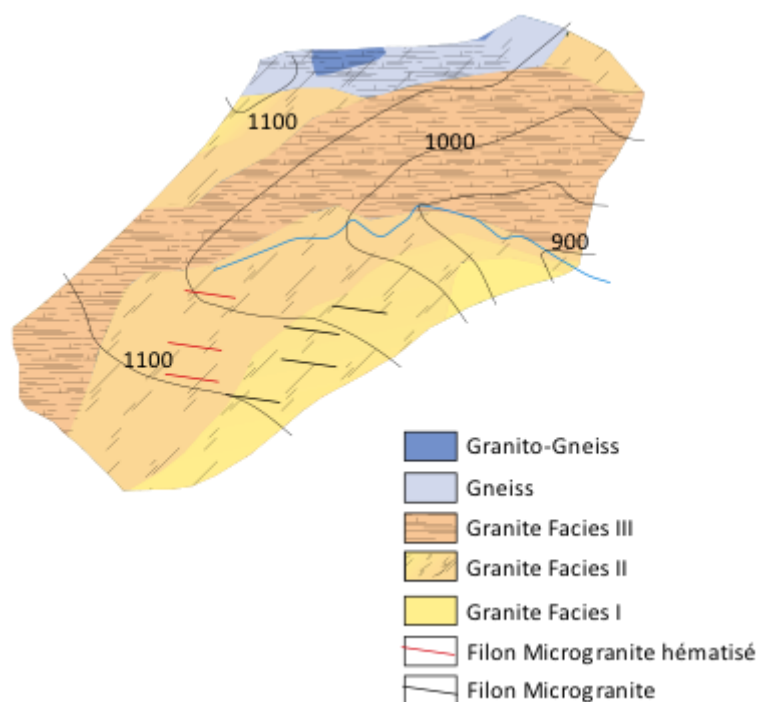 1100
1000
900
1100
Granito-Gneiss
Gneiss
Granite Facies III
Granite Facies II
Granite Facies I
Filon Microgranite hématisé
Filon Microgranite